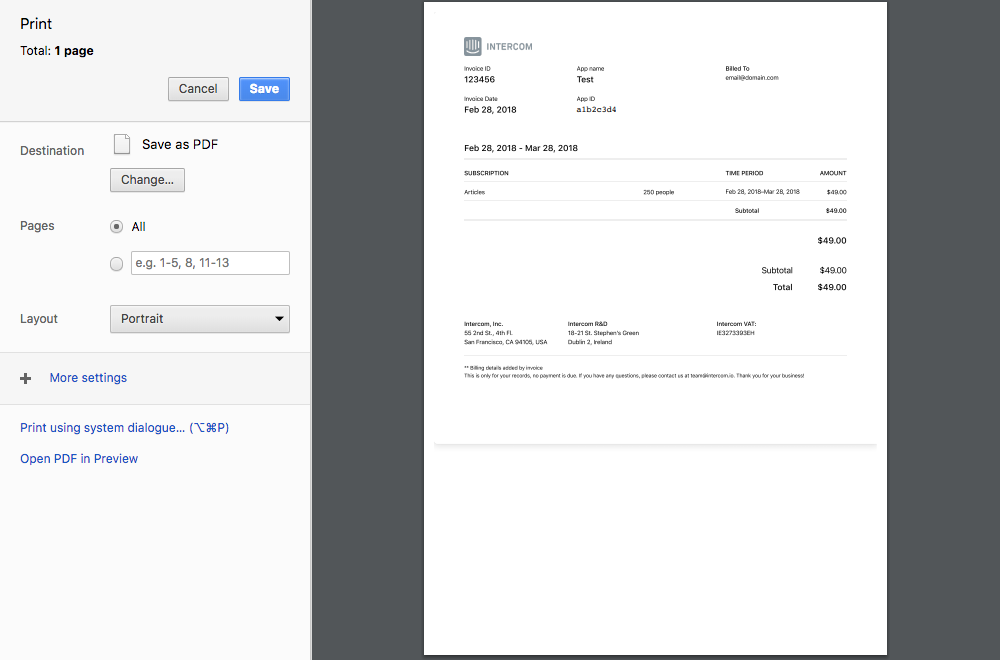 Print
Total: 1 page
Cancel
Save
Destination
Save as PDF
Change...
Pages
All
e.g. 1-5, 8, 11-13
Layout
Portrait
More settings
Print using system dialogue... (⌥⌘P)
Open PDF in Preview
INTERCOM
Invoice ID
123456
App name
Test
Billed To
email@domain.com
Invoice Date
Feb 28, 2018
App ID
a1b2c3d4
Feb 28, 2018 - Mar 28, 2018
SUBSCRIPTION TIME PERIOD AMOUNT
Articles 250 people Feb 28, 2018–Mar 28, 2018 $49.00
Subtotal $49.00
$49.00
Subtotal $49.00
Total $49.00
Intercom, Inc.
55 2nd St., 4th Fl.
San Francisco, CA 94105, USA
Intercom R&D
18-21 St. Stephen's Green
Dublin 2, Ireland
Intercom VAT:
IE3273393EH
** Billing details added by invoice
This is only for your records, no payment is due. If you have any questions, please contact us at team@intercom.io. Thank you for your business!